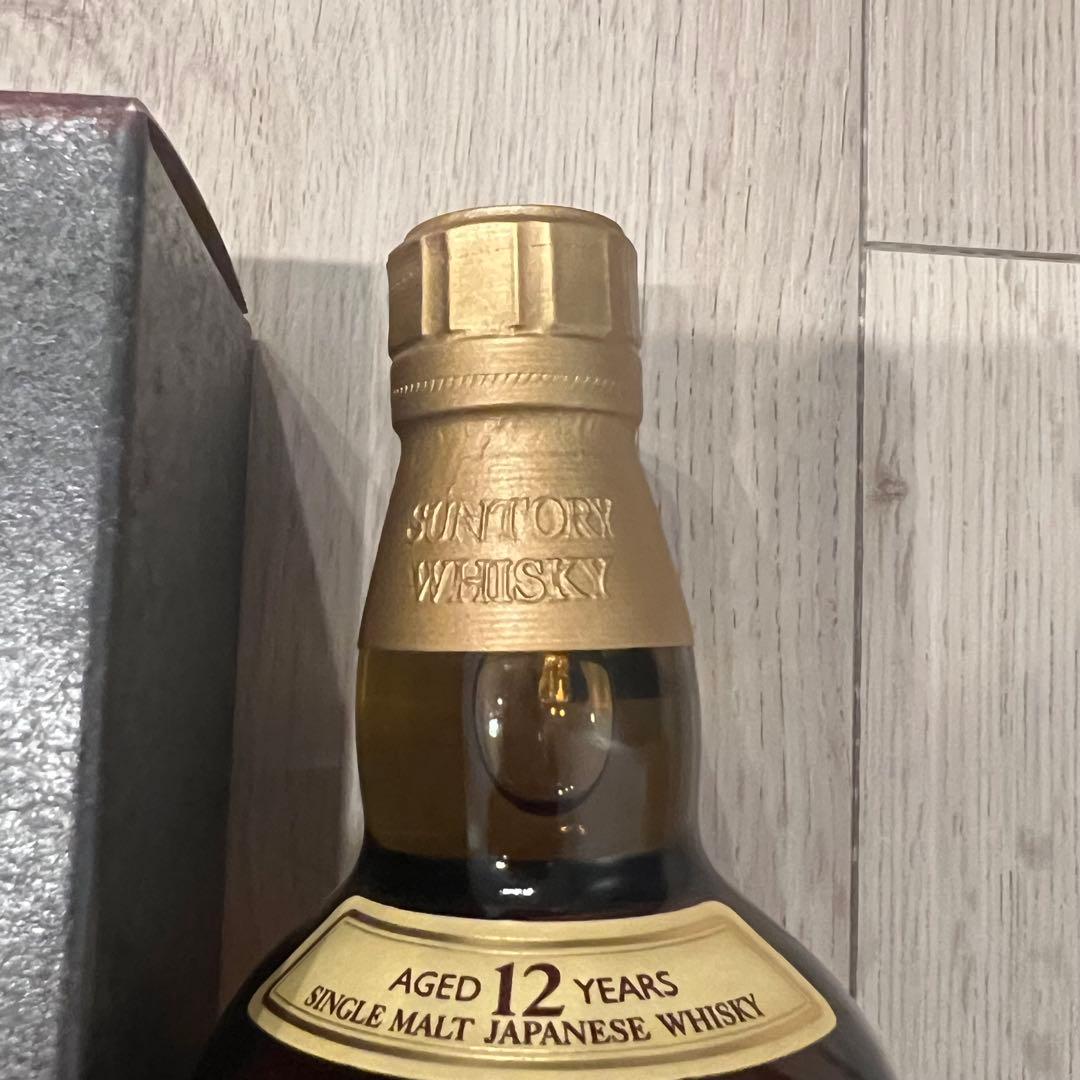 SUNTORY
WHISKY
AGED 12 YEARS
SINGLE MALT JAPANESE WHISKY